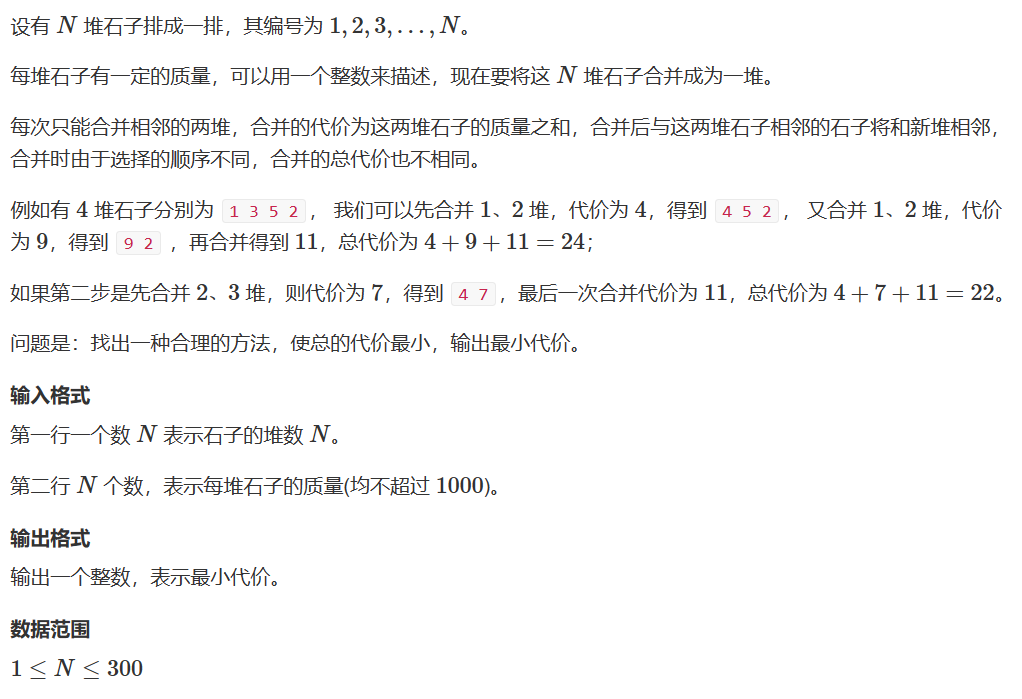 设有 N 堆石子排成一排，其编号为 1, 2, 3, . . . , N。
每堆石子有一定的质量，可以用一个整数来描述，现在要将这 N 堆石子合并成为一堆。
每次只能合并相邻的两堆，合并的代价为这两堆石子的质量之和，合并后与这两堆石子相邻的石子将和新堆相邻，
合并时由于选择的顺序不同，合并的总代价也不相同。
例如有 4 堆石子分别为 1 3 5 2 ， 我们可以先合并 1、2 堆，代价为 4，得到 4 5 2 ， 又合并 1、2 堆，代价
为 9，得到 9 2 ，再合并得到 11，总代价为 4 + 9 + 11 = 24；
如果第二步是先合并 2、3 堆，则代价为 7，得到 4 7 ，最后一次合并代价为 11，总代价为 4 + 7 + 11 = 22。
问题是：找出一种合理的方法，使总的代价最小，输出最小代价。
输入格式
第一行一个数 N 表示石子的堆数 N。
第二行 N 个数，表示每堆石子的质量(均不超过 1000)。
输出格式
输出一个整数，表示最小代价。
数据范围
1 ≤ N ≤ 300